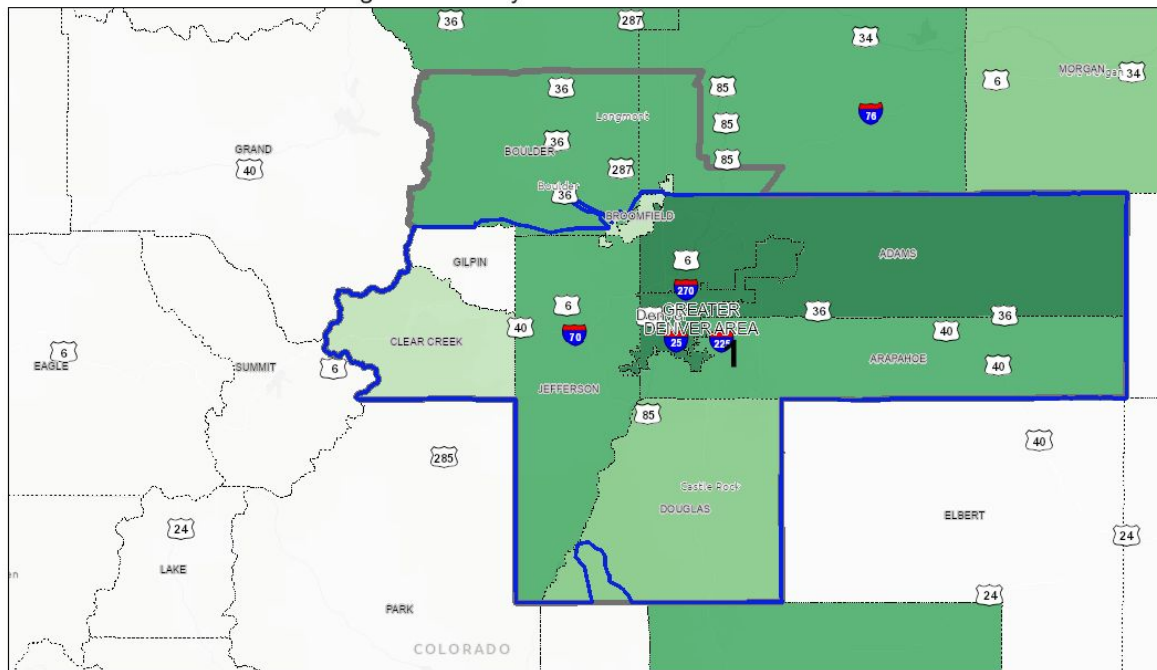 36
287
34
MORGAN
34
6
85
36
76
Longmont
85
36
GRAND
BOULDER
85
40
287
Boulder
36
BROOMFIELD
ADAMS
6
GILPIN
270
6
GREATER
DENVER AREA
36
36
40
40
70
25
225
CLEAR CREEK
1
ARAPAHOE
6
EAGLE
SUMMIT
6
40
JEFFERSON
85
40
285
Castle Rock
DOUGLAS
ELBERT
24
24
LAKE
24
PARK
COLORADO